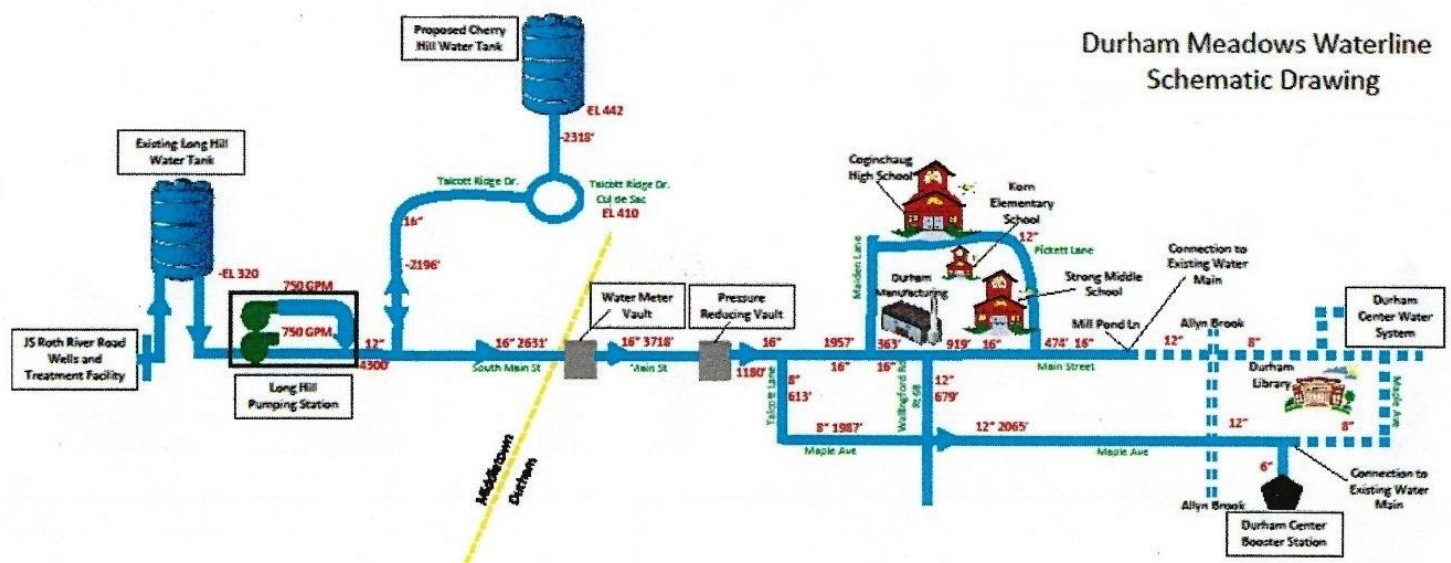 Durham Meadows Waterline
Schematic Drawing
Proposed Cherry
Hill Water Tank
EL 442
-2318'
Existing Long Hill
Water Tank
Talcott Ridge Dr.
Talcott Ridge Dr.
Cul de Sac
EL 410
16"
-2196'
-EL 320
750 GPM
750 GPM
JS Roth River Road
Wells and
Treatment Facility
Long Hill
Pumping Station
12"
4300'
16" 2631'
South Main St
Middletown
Durham
Water Meter
Vault
16" 3718'
Main St
Pressure
Reducing Vault
1180'
16"
Coginchaug
High School
Korn
Elementary
School
12"
Pickett Lane
Maiden Lane
Durham
Manufacturing
Strong Middle
School
Connection to
Existing Water
Main
Mill Pond Ln
1957'
16"
363'
16"
919'
16"
474' 16"
Main Street
Talcott Lane
8"
613'
Wallingford Rd
Rt 68
12"
679'
8" 1987'
Maple Ave
12" 2065'
Maple Ave
Allyn Brook
12"
8"
Durham
Center Water
System
Durham
Library
Maple Ave
12"
8"
6"
Connection to
Existing Water
Main
Allyn Brook
Durham Center
Booster Station